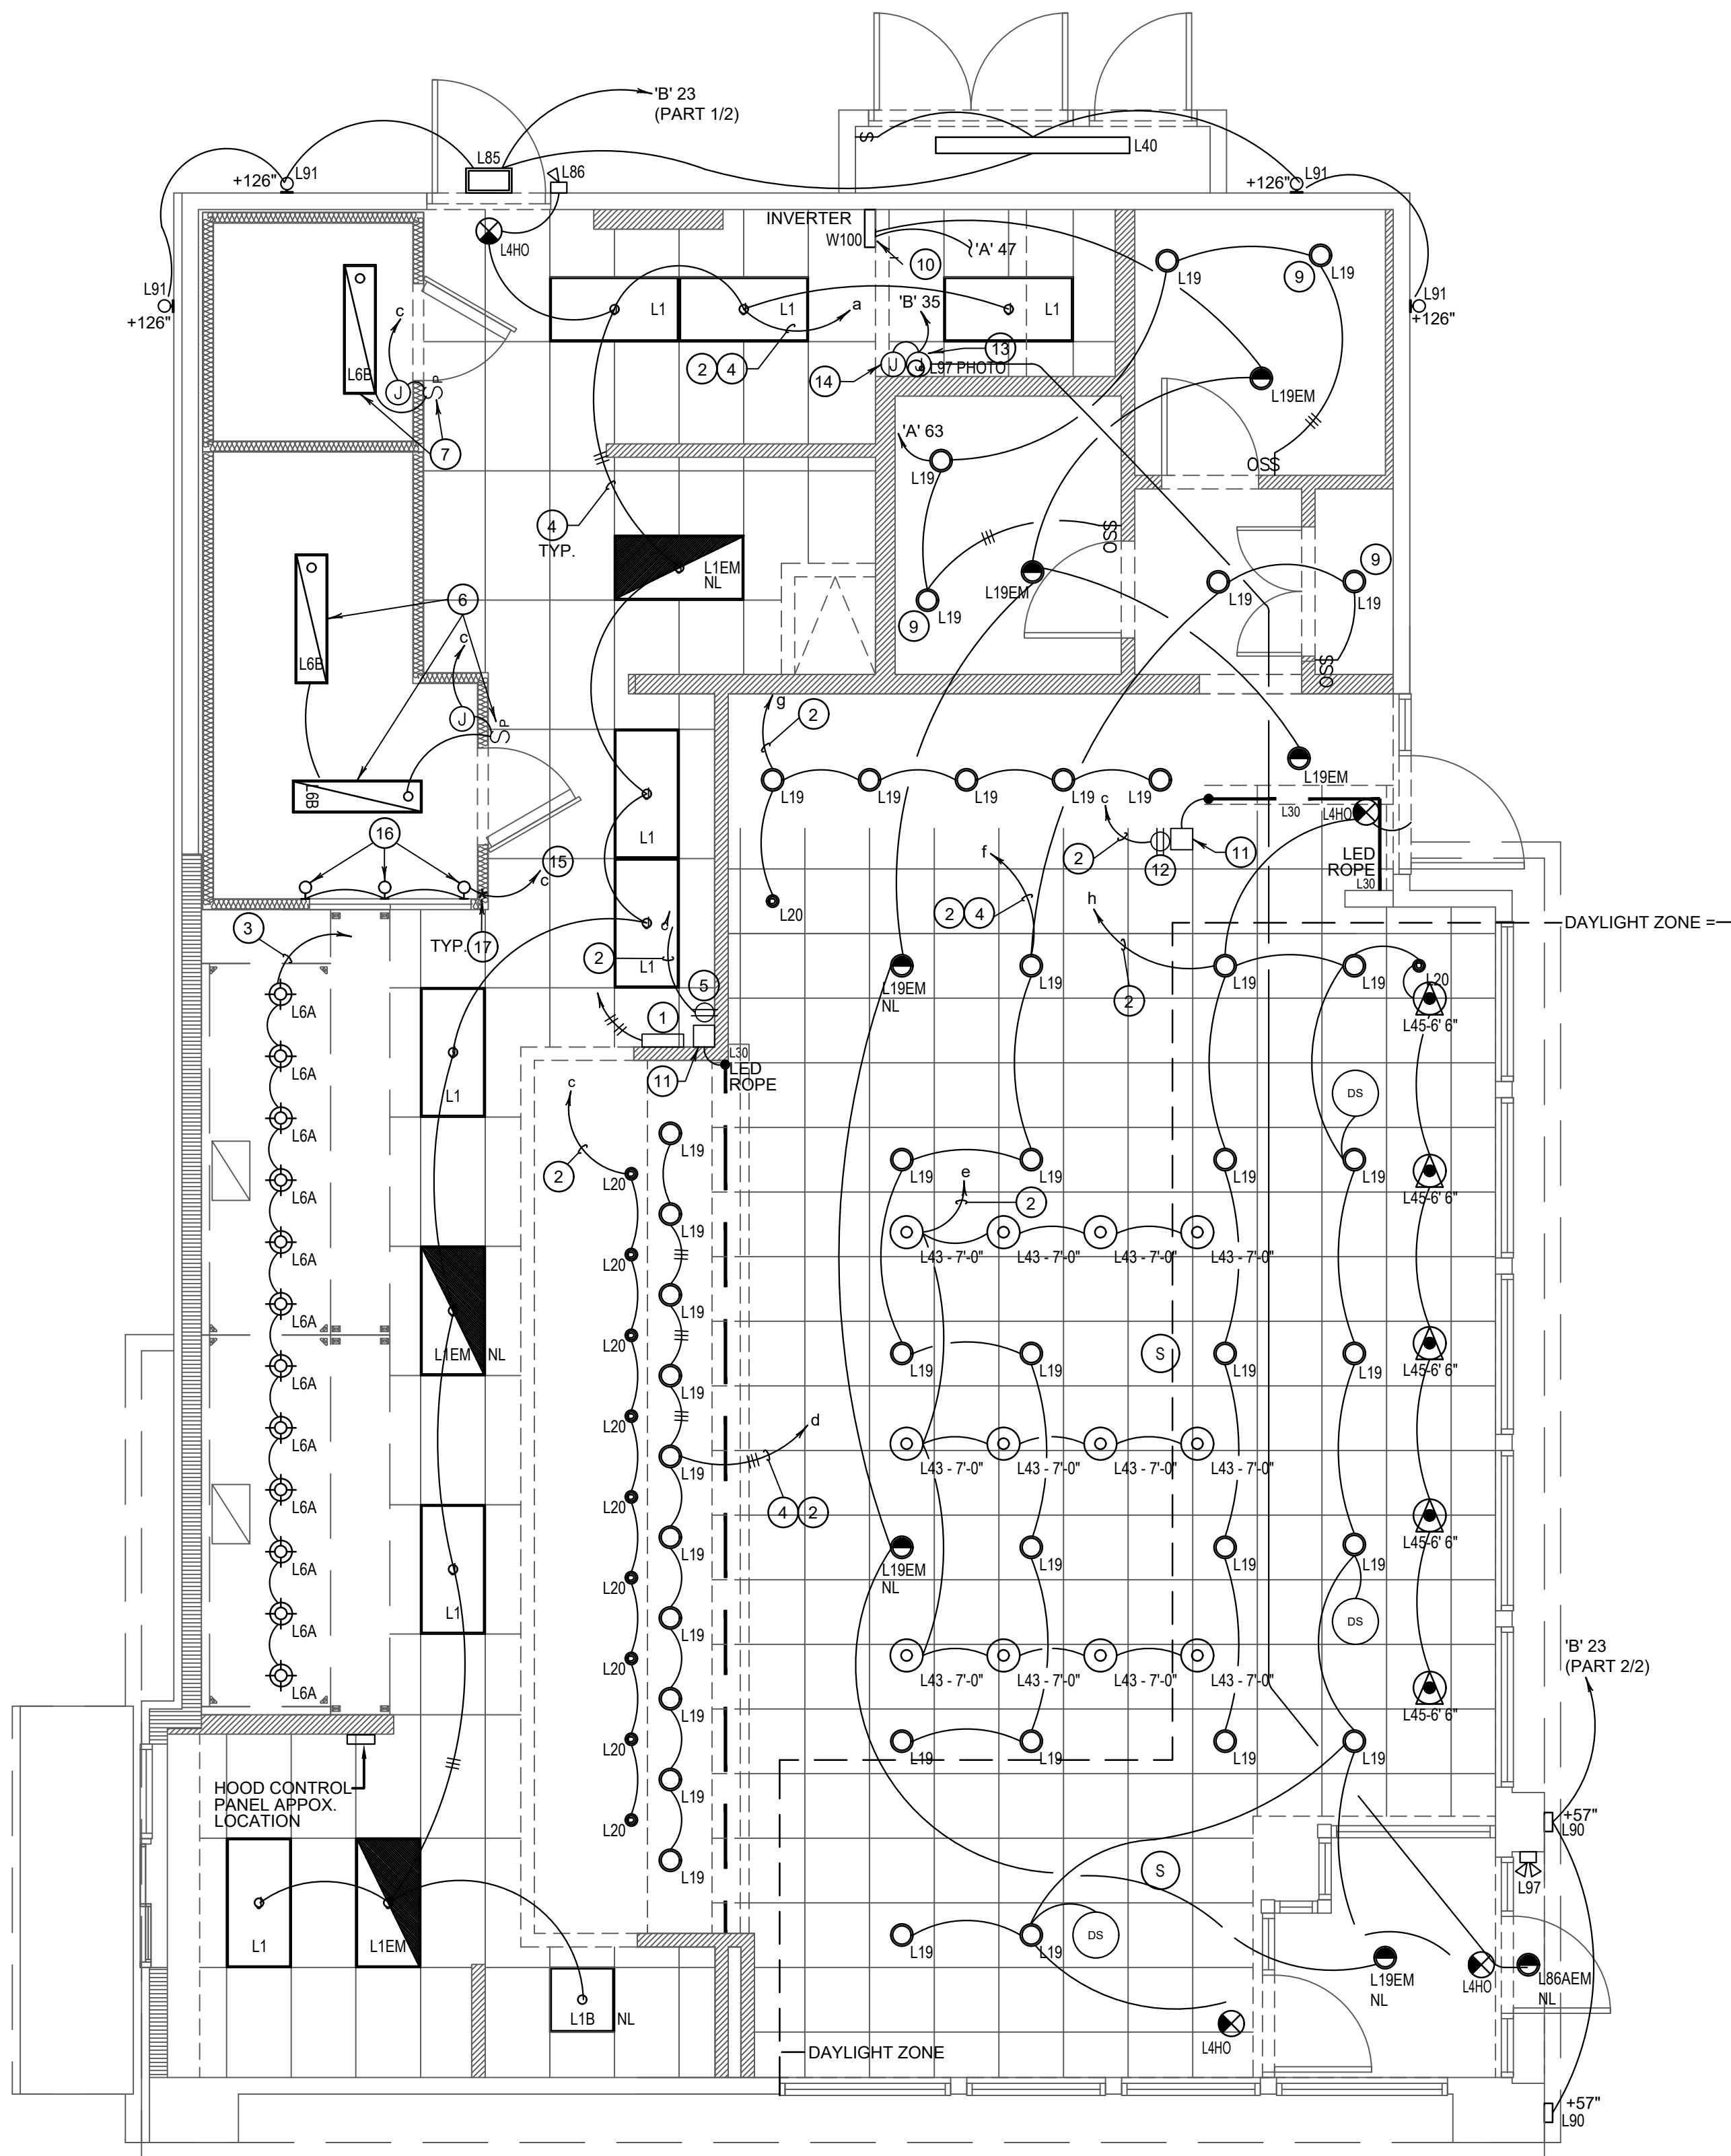 'B' 23
(PART 1/2)
S
L40
L85
L86
+126"
L91
+126"
L91
L4HO
INVERTER
W100
'A' 47
10
L19
9
L19
L91
+126"
L91
+126"
c
L6B
J
S
P
7
L1
L1
a
L1
2
4
'B' 35
13
J
J
L97 PHOTO
14
L19EM
'A' 63
L19
OSS
4
TYP.
L1EM
NL
OSS
L19EM
9
L19
L19
9
L19
OSS
6
L6B
c
J
S
P
L6B
g
2
L19
L19
L19
L19
L19
L19EM
L30
L4HO
c
2
12
11
LED
ROPE
L30
L1
16
15
c
f
L20
2
4
h
DAYLIGHT ZONE =
3
TYP.
17
2
d
L1
5
1
L19EM
NL
L19
2
L19
L19
L20
L45-6' 6"
L6A
L6A
L6A
L6A
L6A
L6A
L6A
L6A
L6A
L6A
L6A
L6A
11
L30
LED
ROPE
L1
c
2
DS
L19
L20
L19
L19
L19
L19
L45-6' 6"
e
2
L19
L20
L43 - 7'-0"
L43 - 7'-0"
L43 - 7'-0"
L43 - 7'-0"
L1EM
NL
L19
L20
L19
L19
S
L19
L19
L45-6' 6"
L19
L20
d
L19
L43 - 7'-0"
L43 - 7'-0"
L43 - 7'-0"
L43 - 7'-0"
L20
4
2
L1
L19
L20
L19EM
NL
L19
L19
L19
L45-6' 6"
L19
L20
DS
L43 - 7'-0"
L43 - 7'-0"
L43 - 7'-0"
L43 - 7'-0"
'B' 23
(PART 2/2)
L45-6' 6"
L19
L20
L19
L19
L19
L19
HOOD CONTROL
PANEL APPOX.
LOCATION
L19
L20
+57"
L90
L19
S
L97
L1
L1EM
L19
L19
DS
L19EM
NL
L4HO
L86AEM
NL
L1B
NL
L4HO
DAYLIGHT ZONE
+57"
L90